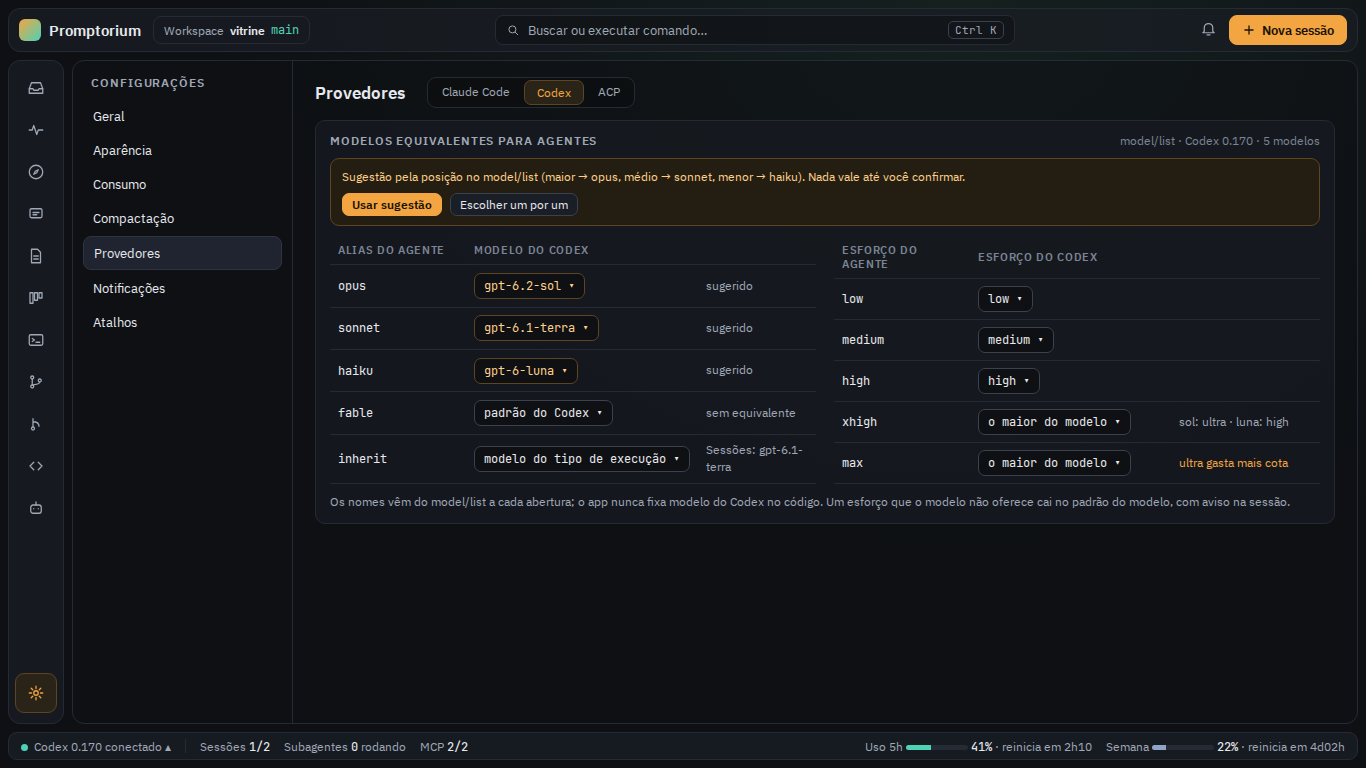 Promptorium
Workspace vitrine main
Buscar ou executar comando...
Ctrl K
+ Nova sessão
CONFIGURAÇÕES
Geral
Aparência
Consumo
Compactação
Provedores
Notificações
Atalhos
Provedores
Claude Code
Codex
ACP
MODELOS EQUIVALENTES PARA AGENTES
model/list · Codex 0.170 · 5 modelos
Sugestão pela posição no model/list (maior → opus, médio → sonnet, menor → haiku). Nada vale até você confirmar.
Usar sugestão
Escolher um por um
ALIAS DO AGENTE
MODELO DO CODEX
opus
gpt-6.2-sol ▾
sugerido
sonnet
gpt-6.1-terra ▾
sugerido
haiku
gpt-6-luna ▾
sugerido
fable
padrão do Codex ▾
sem equivalente
inherit
modelo do tipo de execução ▾
Sessões: gpt-6.1-
terra
ESFORÇO DO
AGENTE
ESFORÇO DO CODEX
low
low ▾
medium
medium ▾
high
high ▾
xhigh
o maior do modelo ▾
sol: ultra · luna: high
max
o maior do modelo ▾
ultra gasta mais cota
Os nomes vêm do model/list a cada abertura; o app nunca fixa modelo do Codex no código. Um esforço que o modelo não oferece cai no padrão do modelo, com aviso na sessão.
Codex 0.170 conectado ▴
Sessões 1/2
Subagentes 0 rodando
MCP 2/2
Uso 5h 41% · reinicia em 2h10
Semana 22% · reinicia em 4d02h